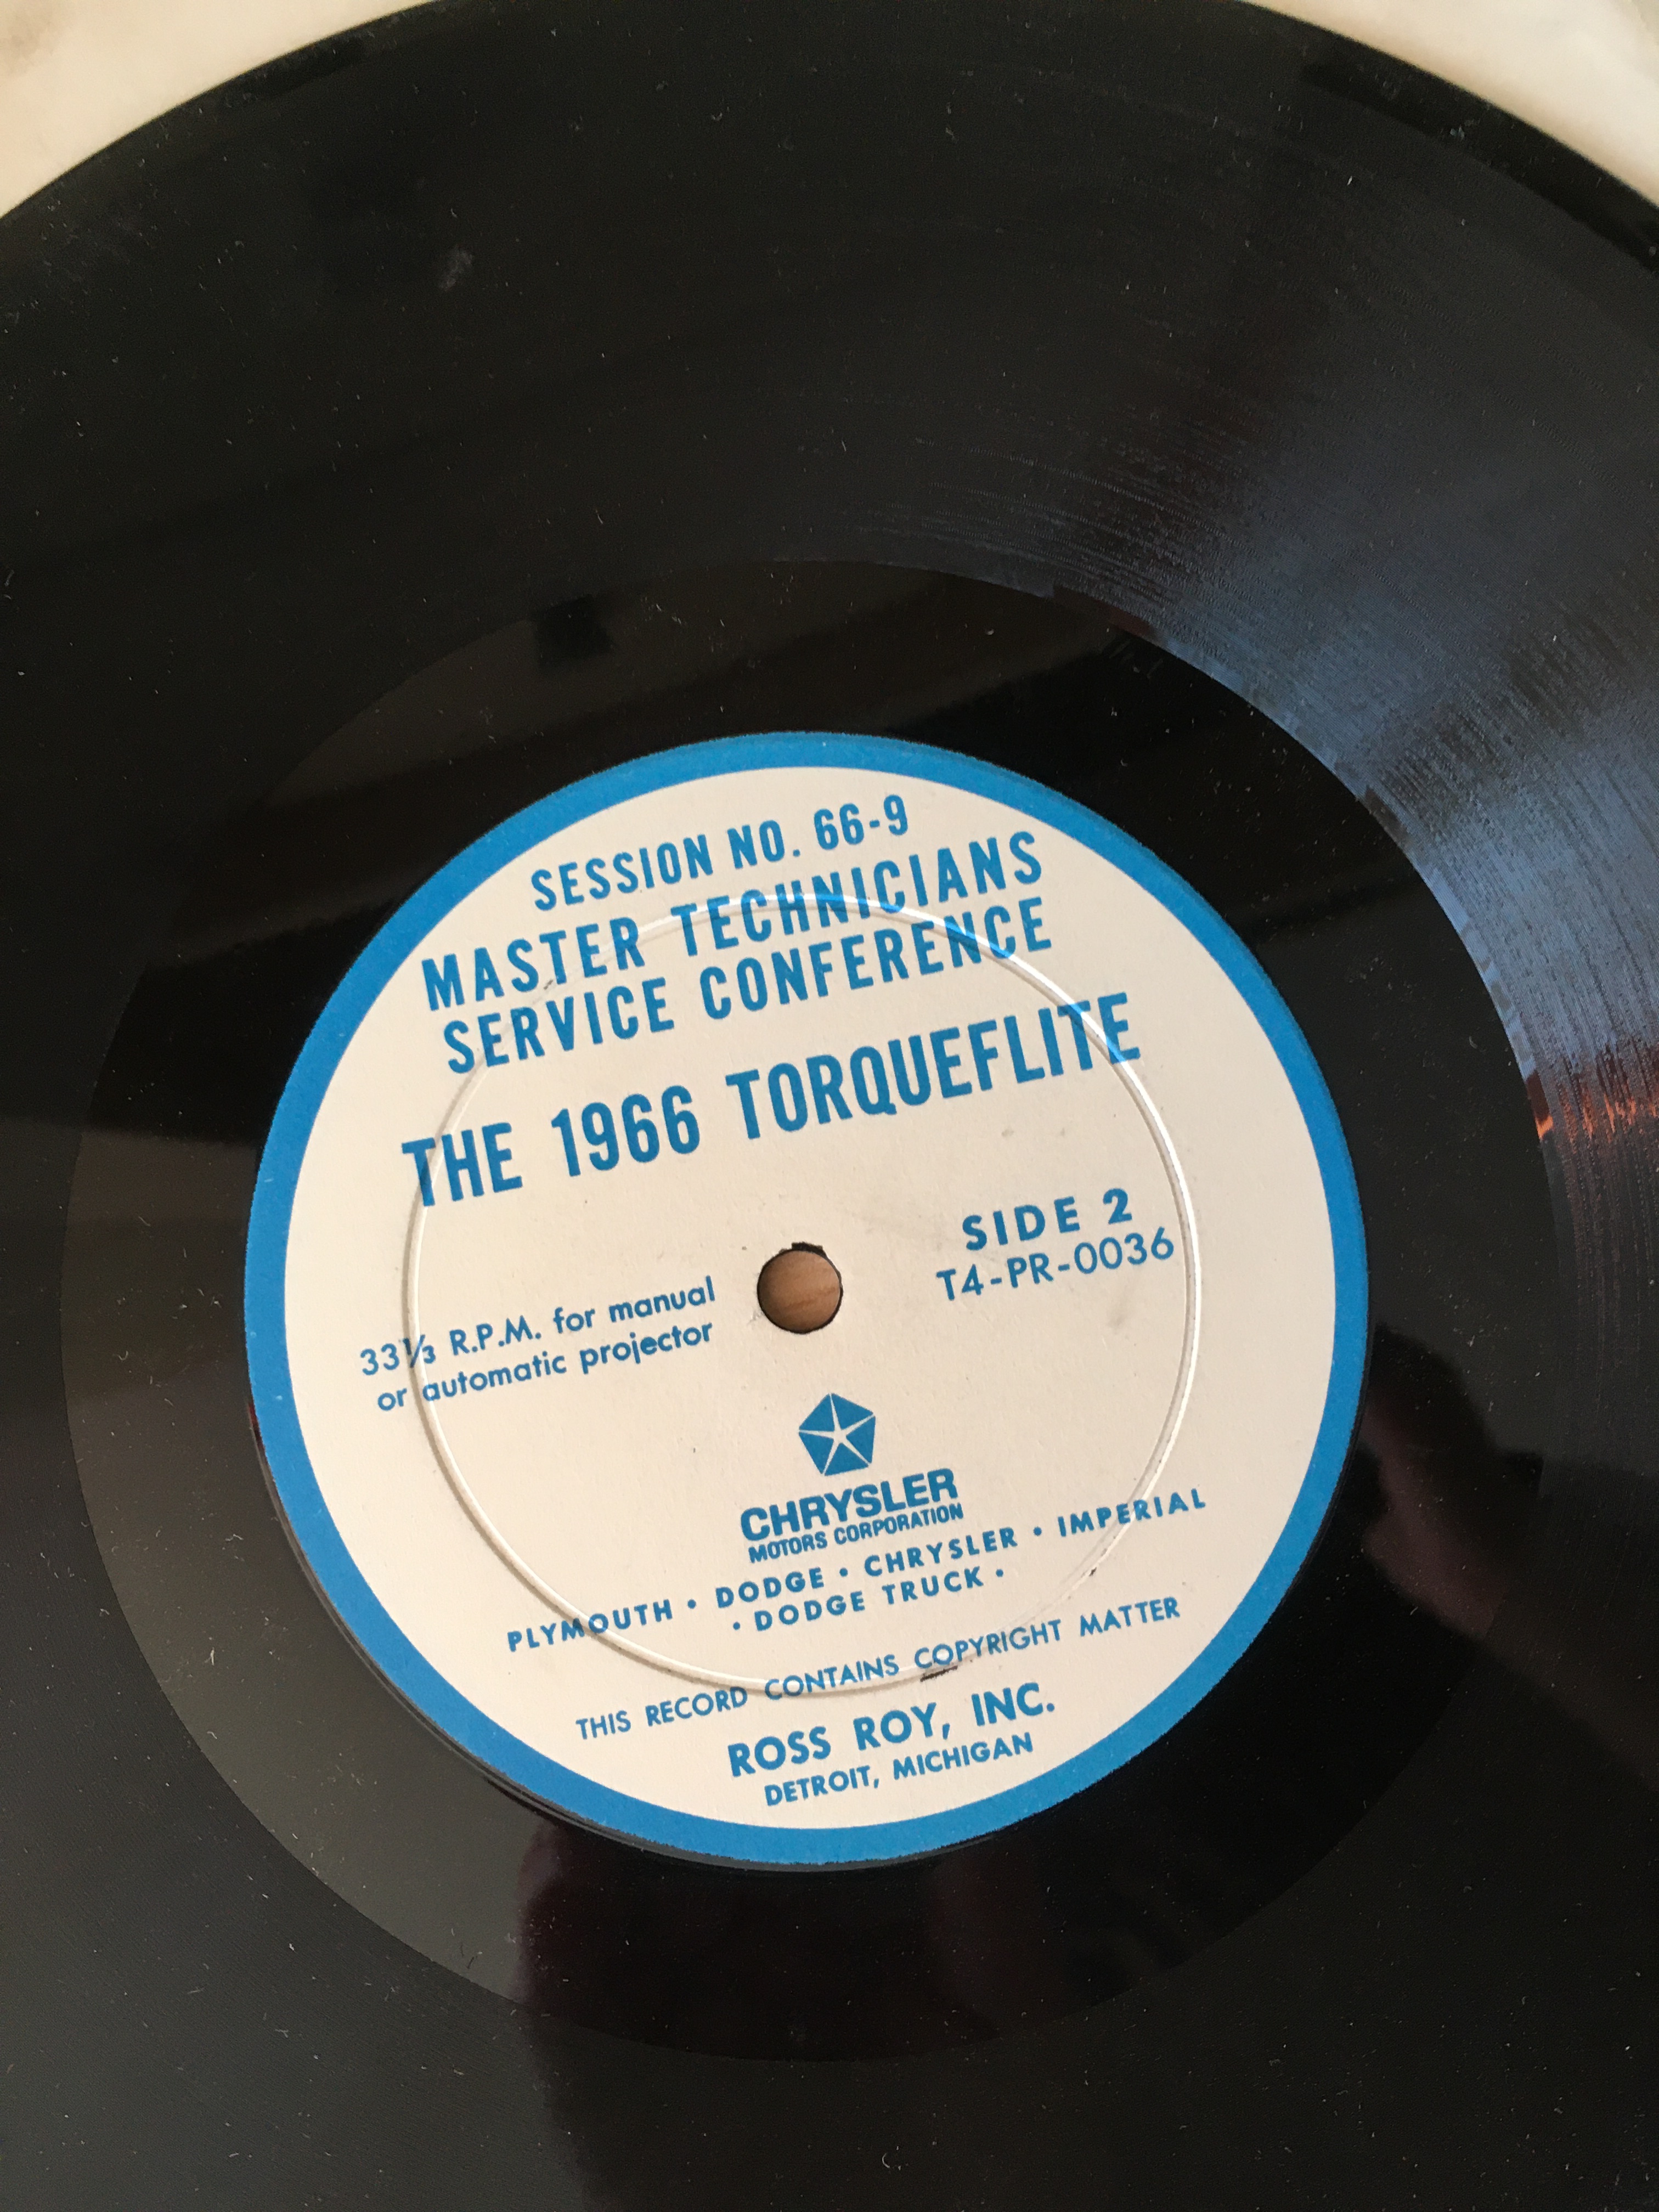 SESSION NO. 66-9
MASTER TECHNICIANS
SERVICE CONFERENCE
THE 1966 TORQUEFLITE
SIDE 2
T4-PR-0036
33⅓ R.P.M. for manual
or automatic projector
CHRYSLER
MOTORS CORPORATION
PLYMOUTH • DODGE • CHRYSLER • IMPERIAL
• DODGE TRUCK •
THIS RECORD CONTAINS COPYRIGHT MATTER
ROSS ROY, INC.
DETROIT, MICHIGAN